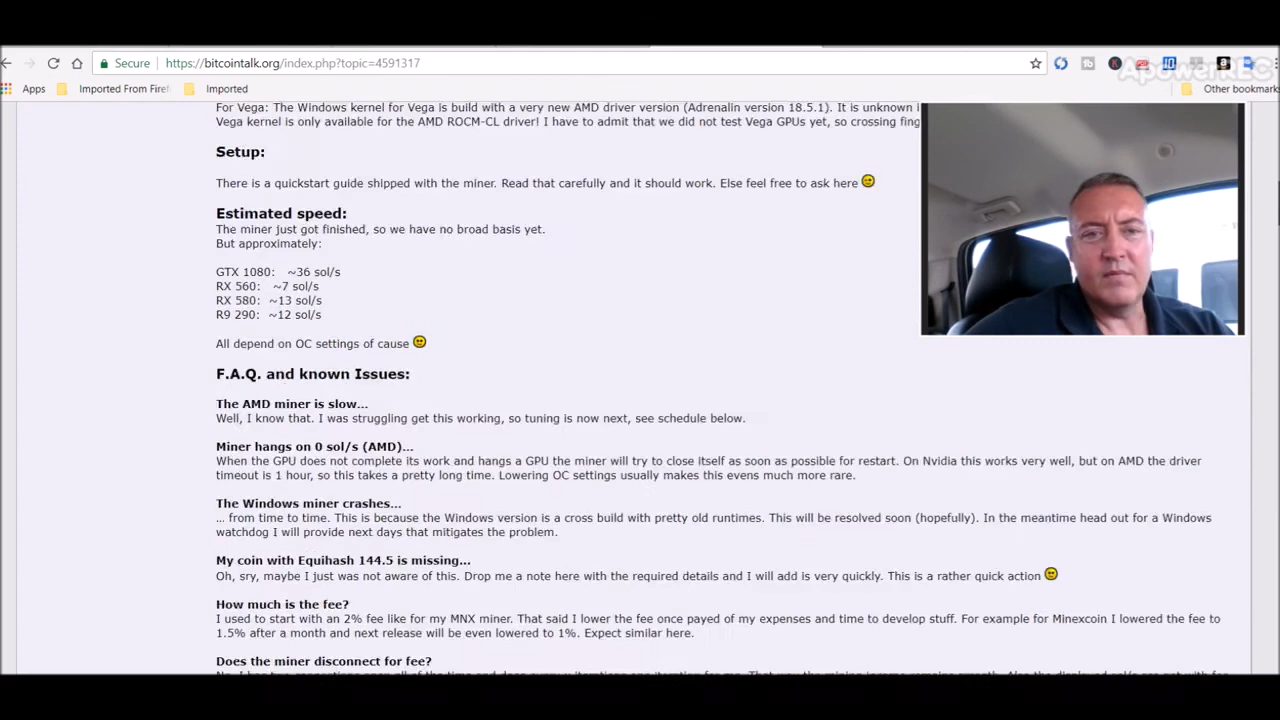 Secure
https://bitcointalk.org/index.php?topic=4591317
ApowerREC
Apps
Imported From Firef
Imported
Other bookmarks
For Vega: The Windows kernel for Vega is build with a very new AMD driver version (Adrenalin version 18.5.1). It is unknown i
Vega kernel is only available for the AMD ROCM-CL driver! I have to admit that we did not test Vega GPUs yet, so crossing fing
Setup:
There is a quickstart guide shipped with the miner. Read that carefully and it should work. Else feel free to ask here
Estimated speed:
The miner just got finished, so we have no broad basis yet.
But approximately:
GTX 1080: ~36 sol/s
RX 560: ~7 sol/s
RX 580: ~13 sol/s
R9 290: ~12 sol/s
All depend on OC settings of cause
F.A.Q. and known Issues:
The AMD miner is slow...
Well, I know that. I was struggling get this working, so tuning is now next, see schedule below.
Miner hangs on 0 sol/s (AMD)...
When the GPU does not complete its work and hangs a GPU the miner will try to close itself as soon as possible for restart. On Nvidia this works very well, but on AMD the driver
timeout is 1 hour, so this takes a pretty long time. Lowering OC settings usually makes this evens much more rare.
The Windows miner crashes...
... from time to time. This is because the Windows version is a cross build with pretty old runtimes. This will be resolved soon (hopefully). In the meantime head out for a Windows
watchdog I will provide next days that mitigates the problem.
My coin with Equihash 144.5 is missing...
Oh, sry, maybe I just was not aware of this. Drop me a note here with the required details and I will add is very quickly. This is a rather quick action
How much is the fee?
I used to start with an 2% fee like for my MNX miner. That said I lower the fee once payed of my expenses and time to develop stuff. For example for Minexcoin I lowered the fee to
1.5% after a month and next release will be even lowered to 1%. Expect similar here.
Does the miner disconnect for fee?